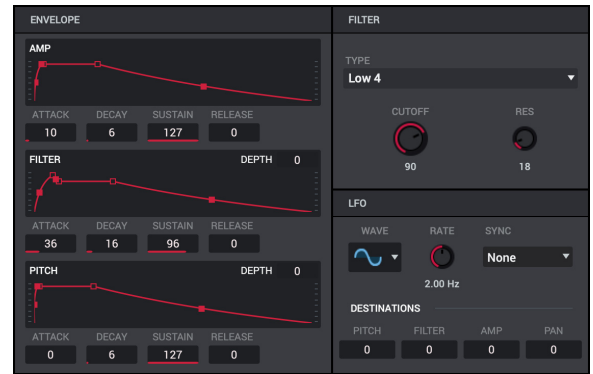 ENVELOPE
AMP
ATTACK DECAY SUSTAIN RELEASE
10 6 127 0
FILTER DEPTH 0
ATTACK DECAY SUSTAIN RELEASE
36 16 96 0
PITCH DEPTH 0
ATTACK DECAY SUSTAIN RELEASE
0 6 127 0
FILTER
TYPE
Low 4
CUTOFF RES
90 18
LFO
WAVE RATE SYNC
None
2.00 Hz
DESTINATIONS
PITCH FILTER AMP PAN
0 0 0 0